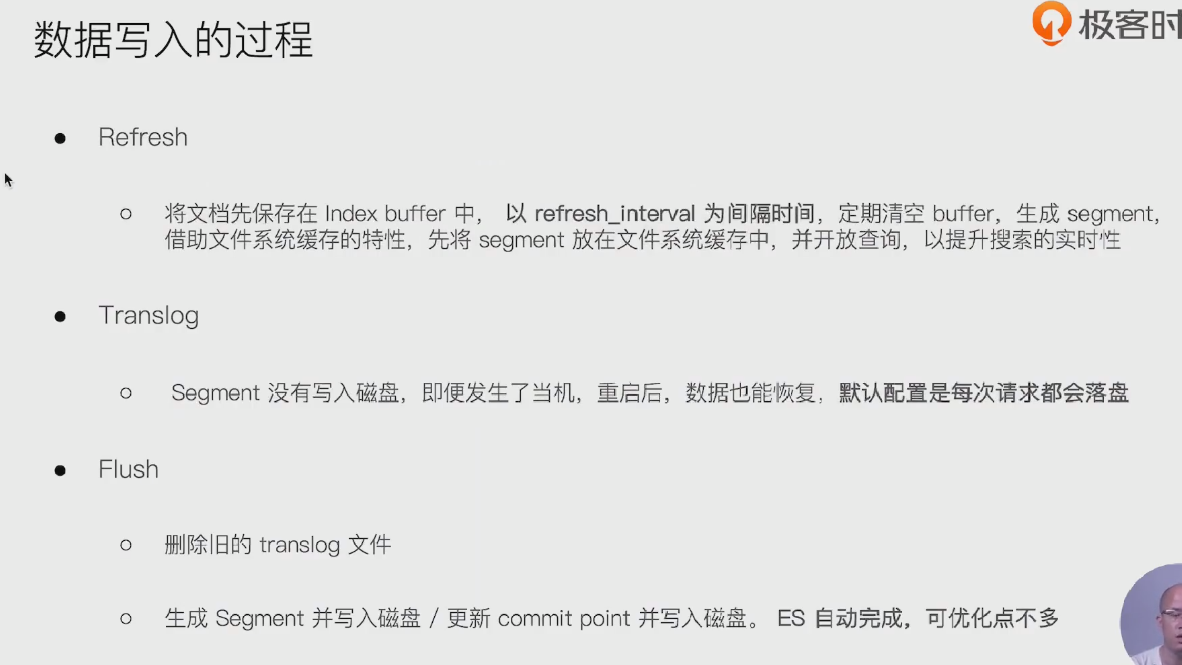 数据写入的过程
极客时
Refresh
将文档先保存在 Index buffer 中， 以 refresh_interval 为间隔时间，定期清空 buffer，生成 segment，
借助文件系统缓存的特性，先将 segment 放在文件系统缓存中，并开放查询，以提升搜索的实时性
Translog
Segment 没有写入磁盘，即便发生了当机，重启后，数据也能恢复，默认配置是每次请求都会落盘
Flush
删除旧的 translog 文件
生成 Segment 并写入磁盘 / 更新 commit point 并写入磁盘。 ES 自动完成，可优化点不多